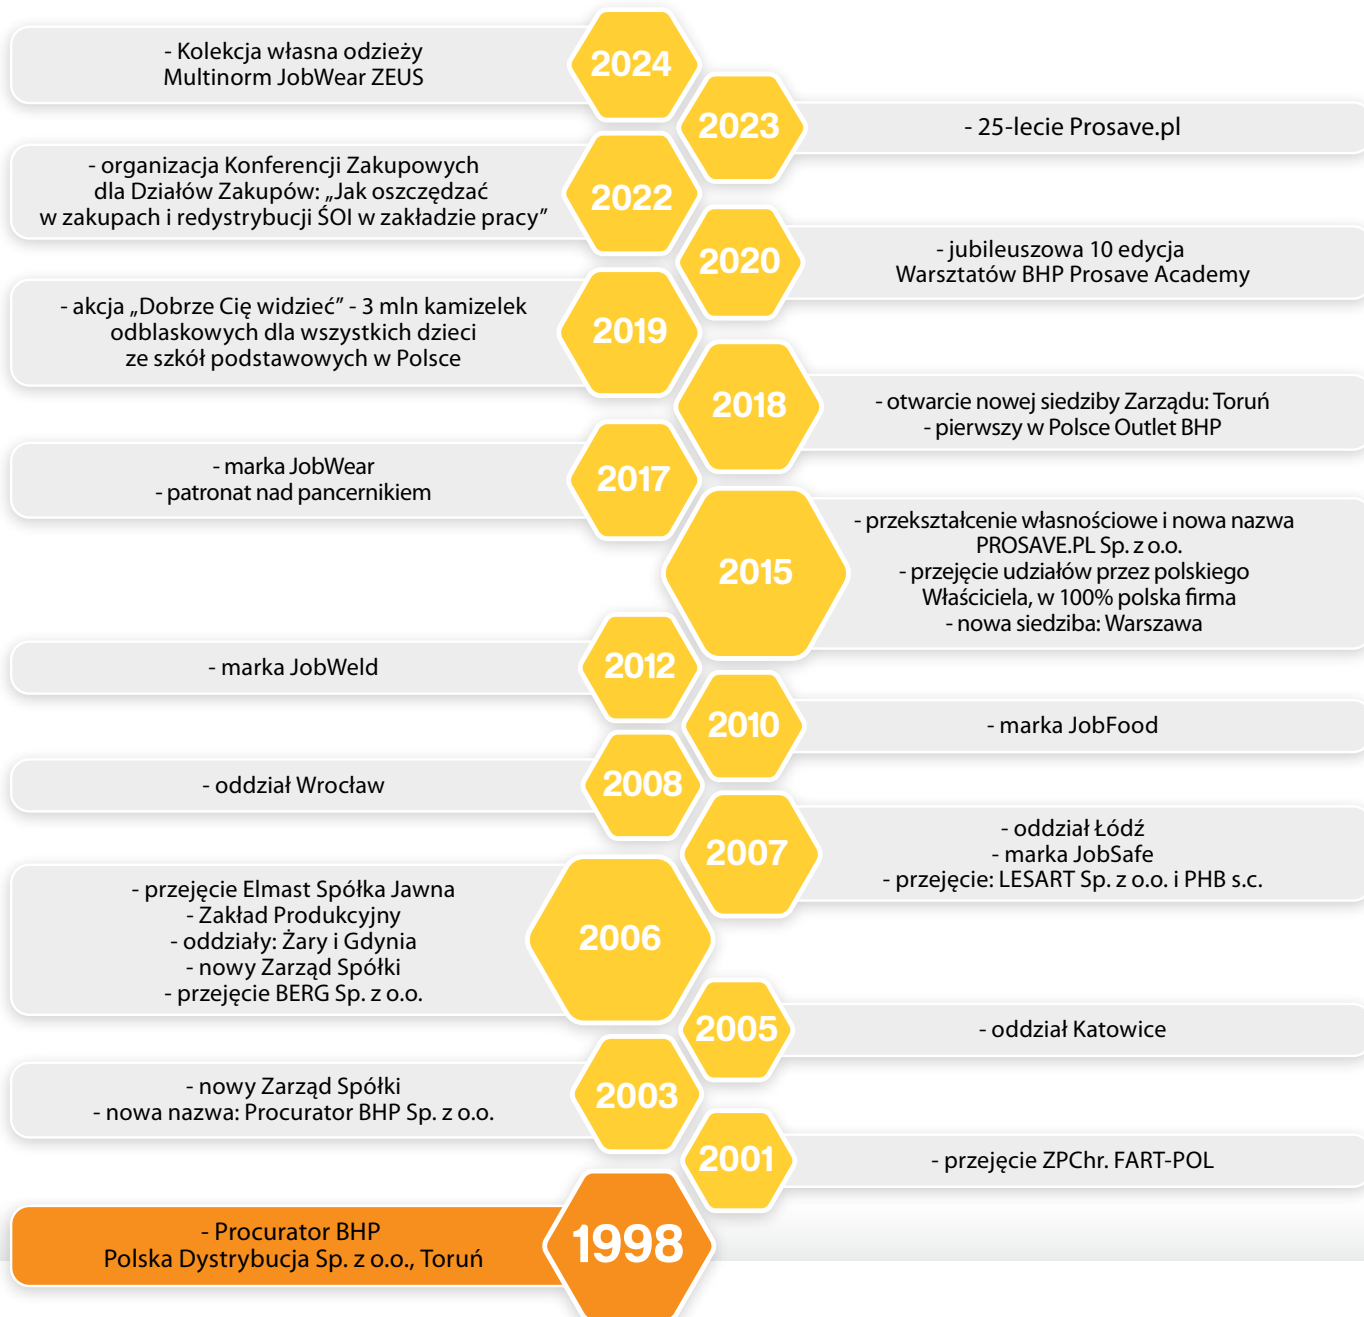 - Kolekcja własna odzieży
Multinorm JobWear ZEUS
2024
2023
- 25-lecie Prosave.pl
- organizacja Konferencji Zakupowych
dla Działów Zakupów: „Jak oszczędzać
w zakupach i redystrybucji ŚOI w zakładzie pracy”
2022
2020
- jubileuszowa 10 edycja
Warsztatów BHP Prosave Academy
- akcja „Dobrze Cię widzieć” - 3 mln kamizelek
odblaskowych dla wszystkich dzieci
ze szkół podstawowych w Polsce
2019
2018
- otwarcie nowej siedziby Zarządu: Toruń
- pierwszy w Polsce Outlet BHP
- marka JobWear
- patronat nad pancernikiem
2017
2015
- przekształcenie własnościowe i nowa nazwa
PROSAVE.PL Sp. z o.o.
- przejęcie udziałów przez polskiego
Właściciela, w 100% polska firma
- nowa siedziba: Warszawa
- marka JobWeld
2012
2010
- marka JobFood
- oddział Wrocław
2008
2007
- oddział Łódź
- marka JobSafe
- przejęcie: LESART Sp. z o.o. i PHB s.c.
- przejęcie Elmast Spółka Jawna
- Zakład Produkcyjny
- oddziały: Żary i Gdynia
- nowy Zarząd Spółki
- przejęcie BERG Sp. z o.o.
2006
2005
- oddział Katowice
- nowy Zarząd Spółki
- nowa nazwa: Procurator BHP Sp. z o.o.
2003
2001
- przejęcie ZPChr. FART-POL
- Procurator BHP
Polska Dystrybucja Sp. z o.o., Toruń
1998